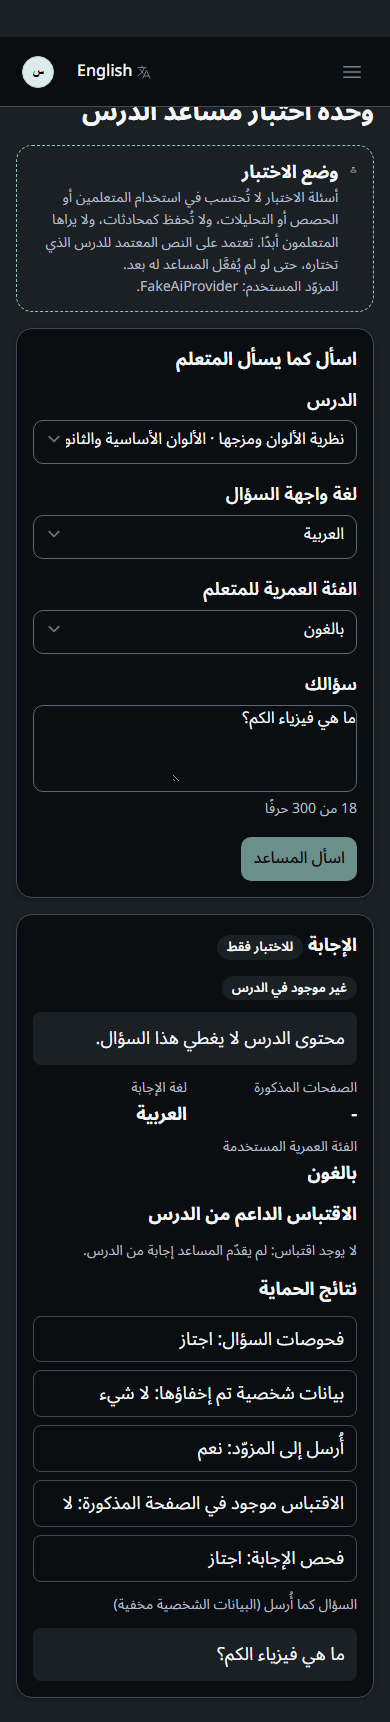 س
English
وحدة اختبار مساعد الدرس
وضع الاختبار
أسئلة الاختبار لا تُحتسب في استخدام المتعلمين أو
الحصص أو التحليلات، ولا تُحفظ كمحادثات، ولا يراها
المتعلمون أبدًا. تعتمد على النص المعتمد للدرس الذي
تختاره، حتى لو لم يُفعَّل المساعد له بعد.
المزوّد المستخدم: FakeAiProvider.
اسأل كما يسأل المتعلم
الدرس
نظرية الألوان ومزجها · الألوان الأساسية والثانو
لغة واجهة السؤال
العربية
الفئة العمرية للمتعلم
بالغون
سؤالك
ما هي فيزياء الكم؟
18 من 300 حرفًا
اسأل المساعد
الإجابة للاختبار فقط
غير موجود في الدرس
محتوى الدرس لا يغطي هذا السؤال.
الصفحات المذكورة لغة الإجابة
- العربية
الفئة العمرية المستخدمة
بالغون
الاقتباس الداعم من الدرس
لا يوجد اقتباس: لم يقدّم المساعد إجابة من الدرس.
نتائج الحماية
فحوصات السؤال: اجتاز
بيانات شخصية تم إخفاؤها: لا شيء
أُرسل إلى المزوّد: نعم
الاقتباس موجود في الصفحة المذكورة: لا
فحص الإجابة: اجتاز
السؤال كما أُرسل (البيانات الشخصية مخفية)
ما هي فيزياء الكم؟